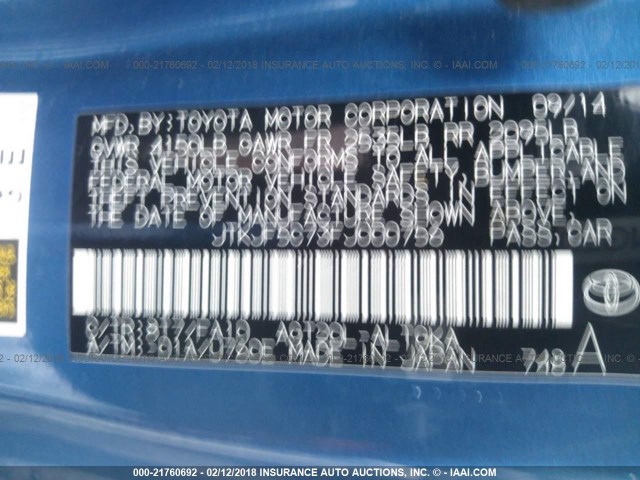 000-21760692 - 02/12/2018 INSURANCE AUTO AUCTIONS, INC. - IAAI.COM
MFD. BY: TOYOTA MOTOR CORPORATION 09/14
GVWR 4190LB GAWR FR 2535LB RR 2095LB
THIS VEHICLE CONFORMS TO ALL APPLICABLE
FEDERAL MOTOR VEHICLE SAFETY, BUMPER, AND
THEFT PREVENTION STANDARDS IN EFFECT ON
THE DATE OF MANUFACTURE SHOWN ABOVE.
PASS. CAR
MADE IN JAPAN A
000-21760692 - 02/12/2018 INSURANCE AUTO AUCTIONS, INC. - IAAI.COM